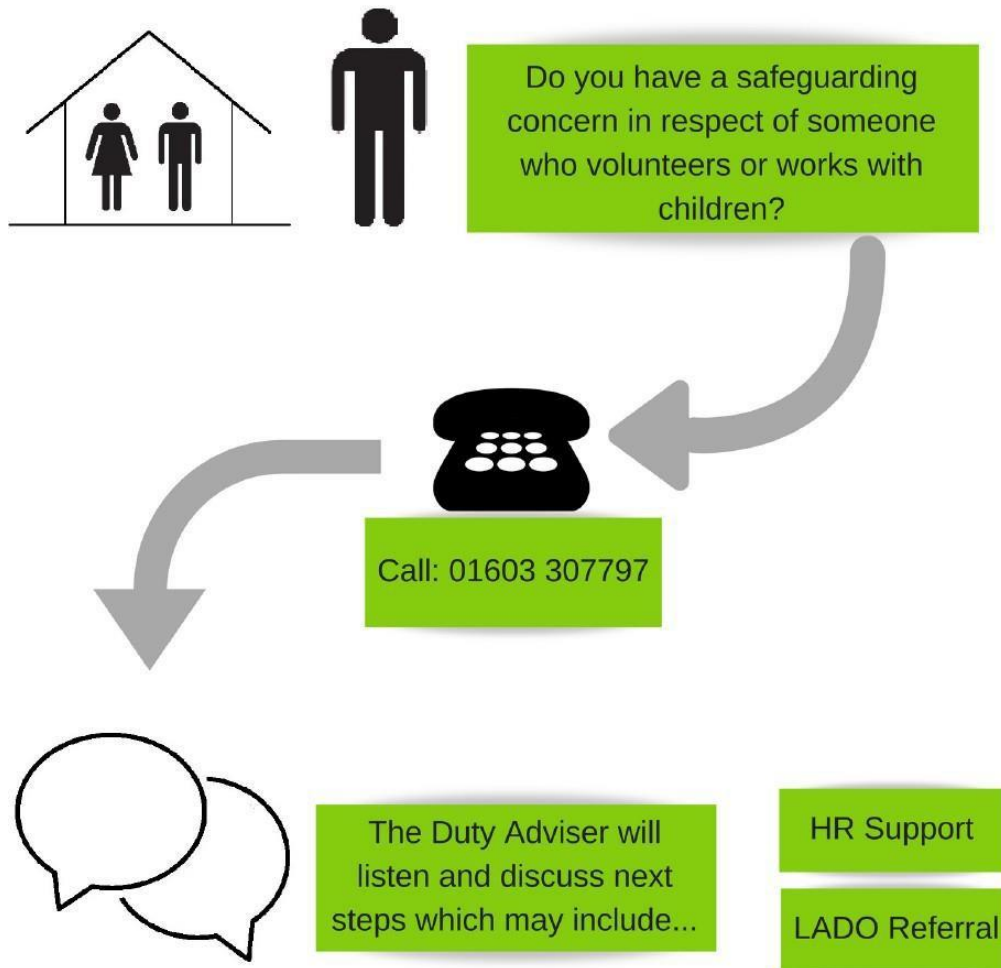 Do you have a safeguarding
concern in respect of someone
who volunteers or works with
children?
Call: 01603 307797
The Duty Adviser will
listen and discuss next
steps which may include...
HR Support
LADO Referral